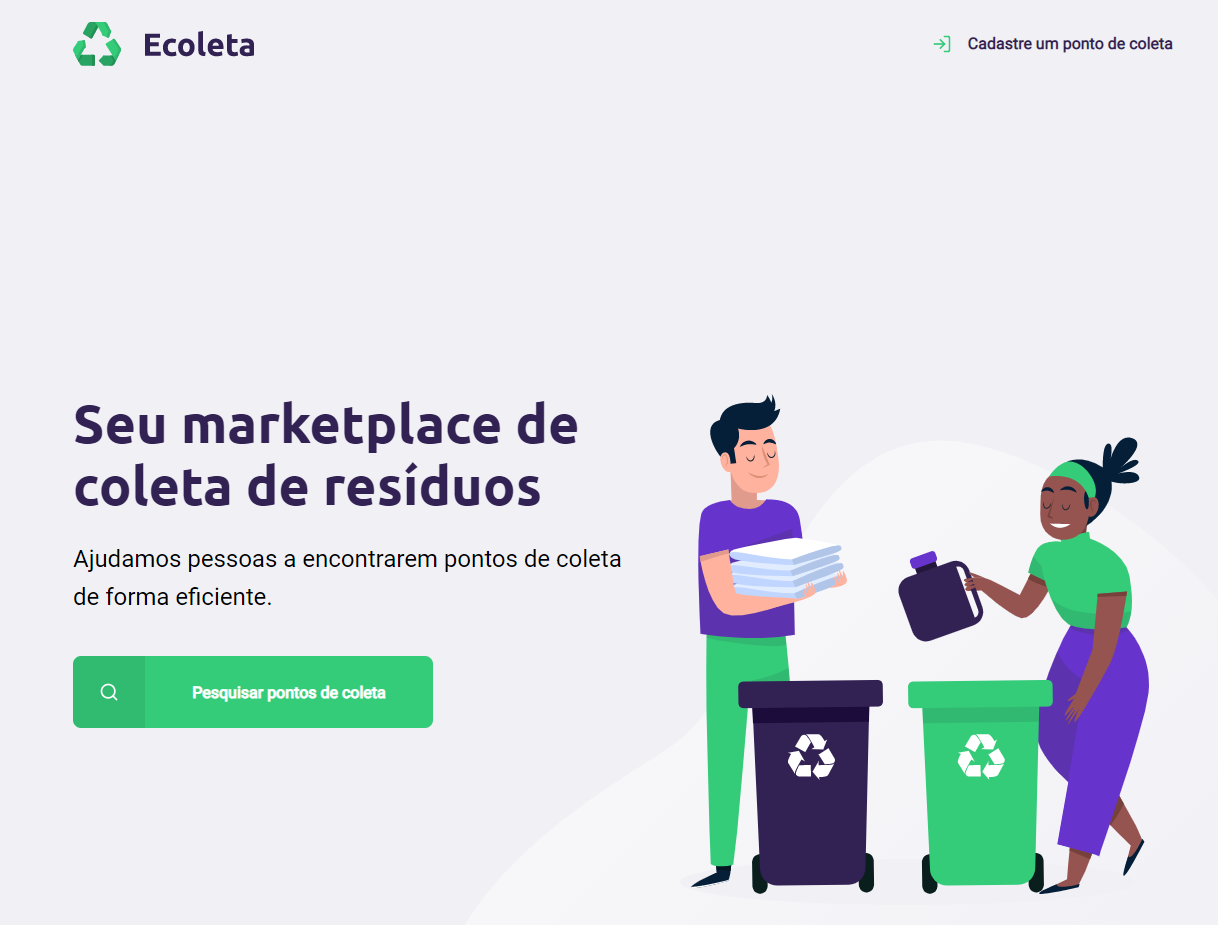 Ecoleta
Cadastre um ponto de coleta
Seu marketplace de
coleta de resíduos
Ajudamos pessoas a encontrarem pontos de coleta
de forma eficiente.
Pesquisar pontos de coleta